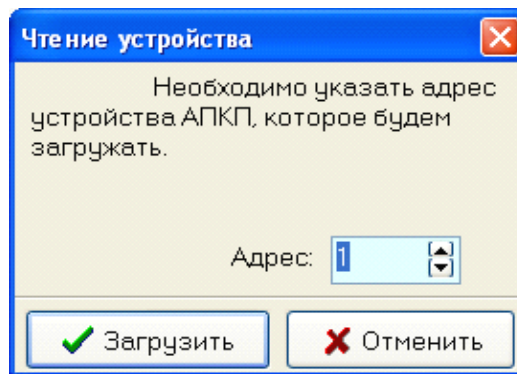 Чтение устройства
Необходимо указать адрес
устройства АПКП, которое будем
загружать.
Адрес: 1
Загрузить Отменить